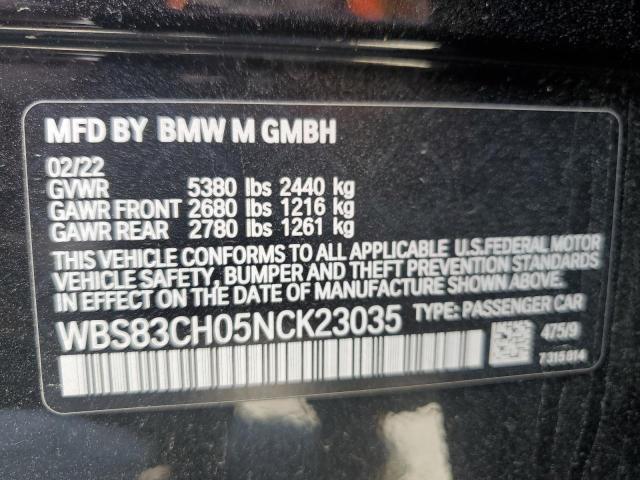 MFD BY BMW M GMBH
02/22
GVWR 5380 lbs 2440 kg
GAWR FRONT 2680 lbs 1216 kg
GAWR REAR 2780 lbs 1261 kg
THIS VEHICLE CONFORMS TO ALL APPLICABLE U.S.FEDERAL MOTOR
VEHICLE SAFETY, BUMPER AND THEFT PREVENTION STANDARDS
IN EFFECT ON THE DATE OF MANUFACTURE SHOWN ABOVE.
WBS83CH05NCK23035 TYPE: PASSENGER CAR
475/9
7315014